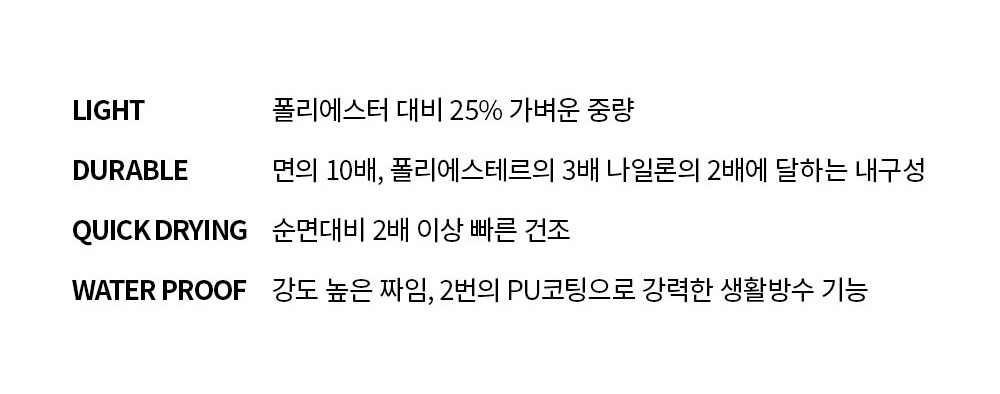 LIGHT 폴리에스터 대비 25% 가벼운 중량
DURABLE 면의 10배, 폴리에스테르의 3배 나일론의 2배에 달하는 내구성
QUICK DRYING 순면대비 2배 이상 빠른 건조
WATER PROOF 강도 높은 짜임, 2번의 PU코팅으로 강력한 생활방수 기능